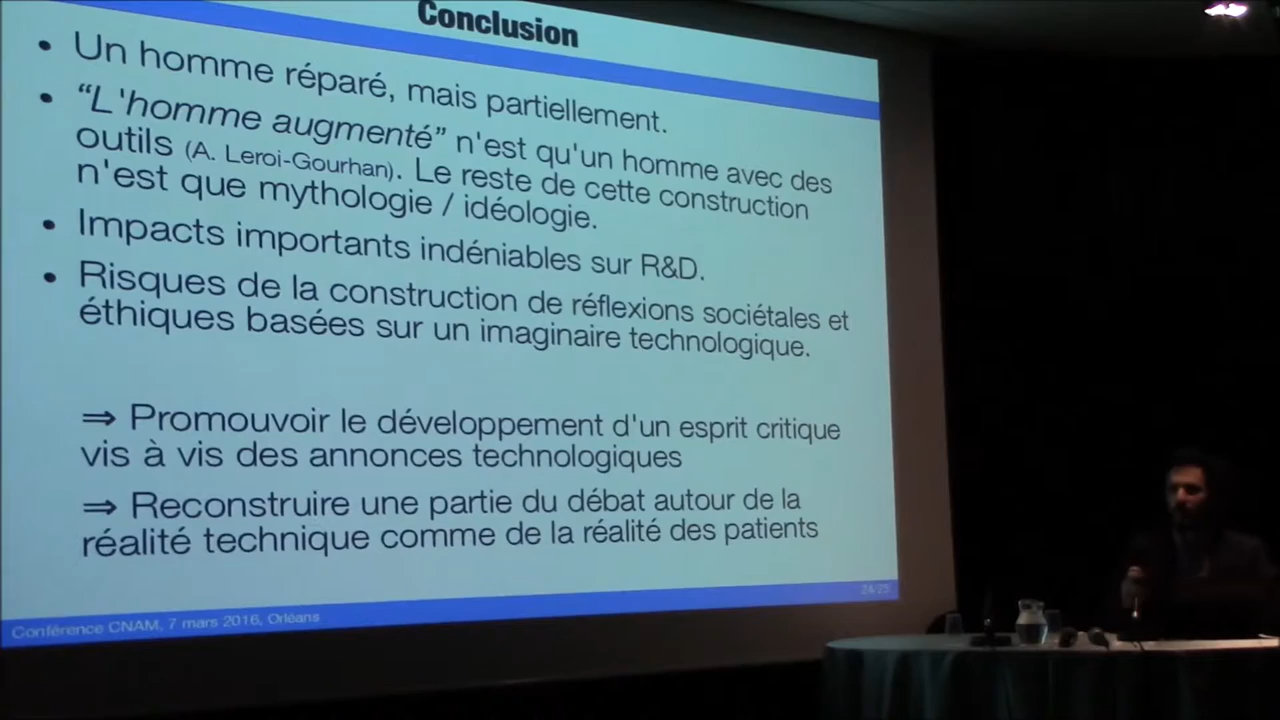 Conclusion
• Un homme réparé, mais partiellement.
• “L'homme augmenté” n'est qu'un homme avec des
outils (A. Leroi-Gourhan). Le reste de cette construction
n'est que mythologie / idéologie.
• Impacts importants indéniables sur R&D.
• Risques de la construction de réflexions sociétales et
éthiques basées sur un imaginaire technologique.
⇒ Promouvoir le développement d'un esprit critique
vis à vis des annonces technologiques
⇒ Reconstruire une partie du débat autour de la
réalité technique comme de la réalité des patients
24/25
Conférence CNAM, 7 mars 2016, Orléans